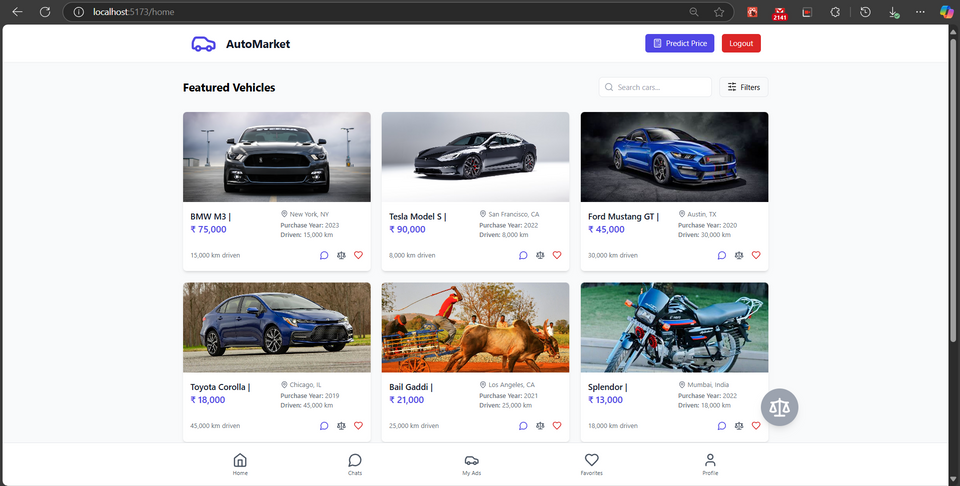 localhost:5173/home
2141
AutoMarket
Predict Price
Logout
Featured Vehicles
Search cars...
Filters
BMW M3 |
₹ 75,000
New York, NY
Purchase Year: 2023
Driven: 15,000 km
15,000 km driven
Tesla Model S |
₹ 90,000
San Francisco, CA
Purchase Year: 2022
Driven: 8,000 km
8,000 km driven
Ford Mustang GT |
₹ 45,000
Austin, TX
Purchase Year: 2020
Driven: 30,000 km
30,000 km driven
Toyota Corolla |
₹ 18,000
Chicago, IL
Purchase Year: 2019
Driven: 45,000 km
45,000 km driven
Bail Gaddi |
₹ 21,000
Los Angeles, CA
Purchase Year: 2021
Driven: 25,000 km
25,000 km driven
Splendor |
₹ 13,000
Mumbai, India
Purchase Year: 2022
Driven: 18,000 km
18,000 km driven
Home
Chats
My Ads
Favorites
Profile